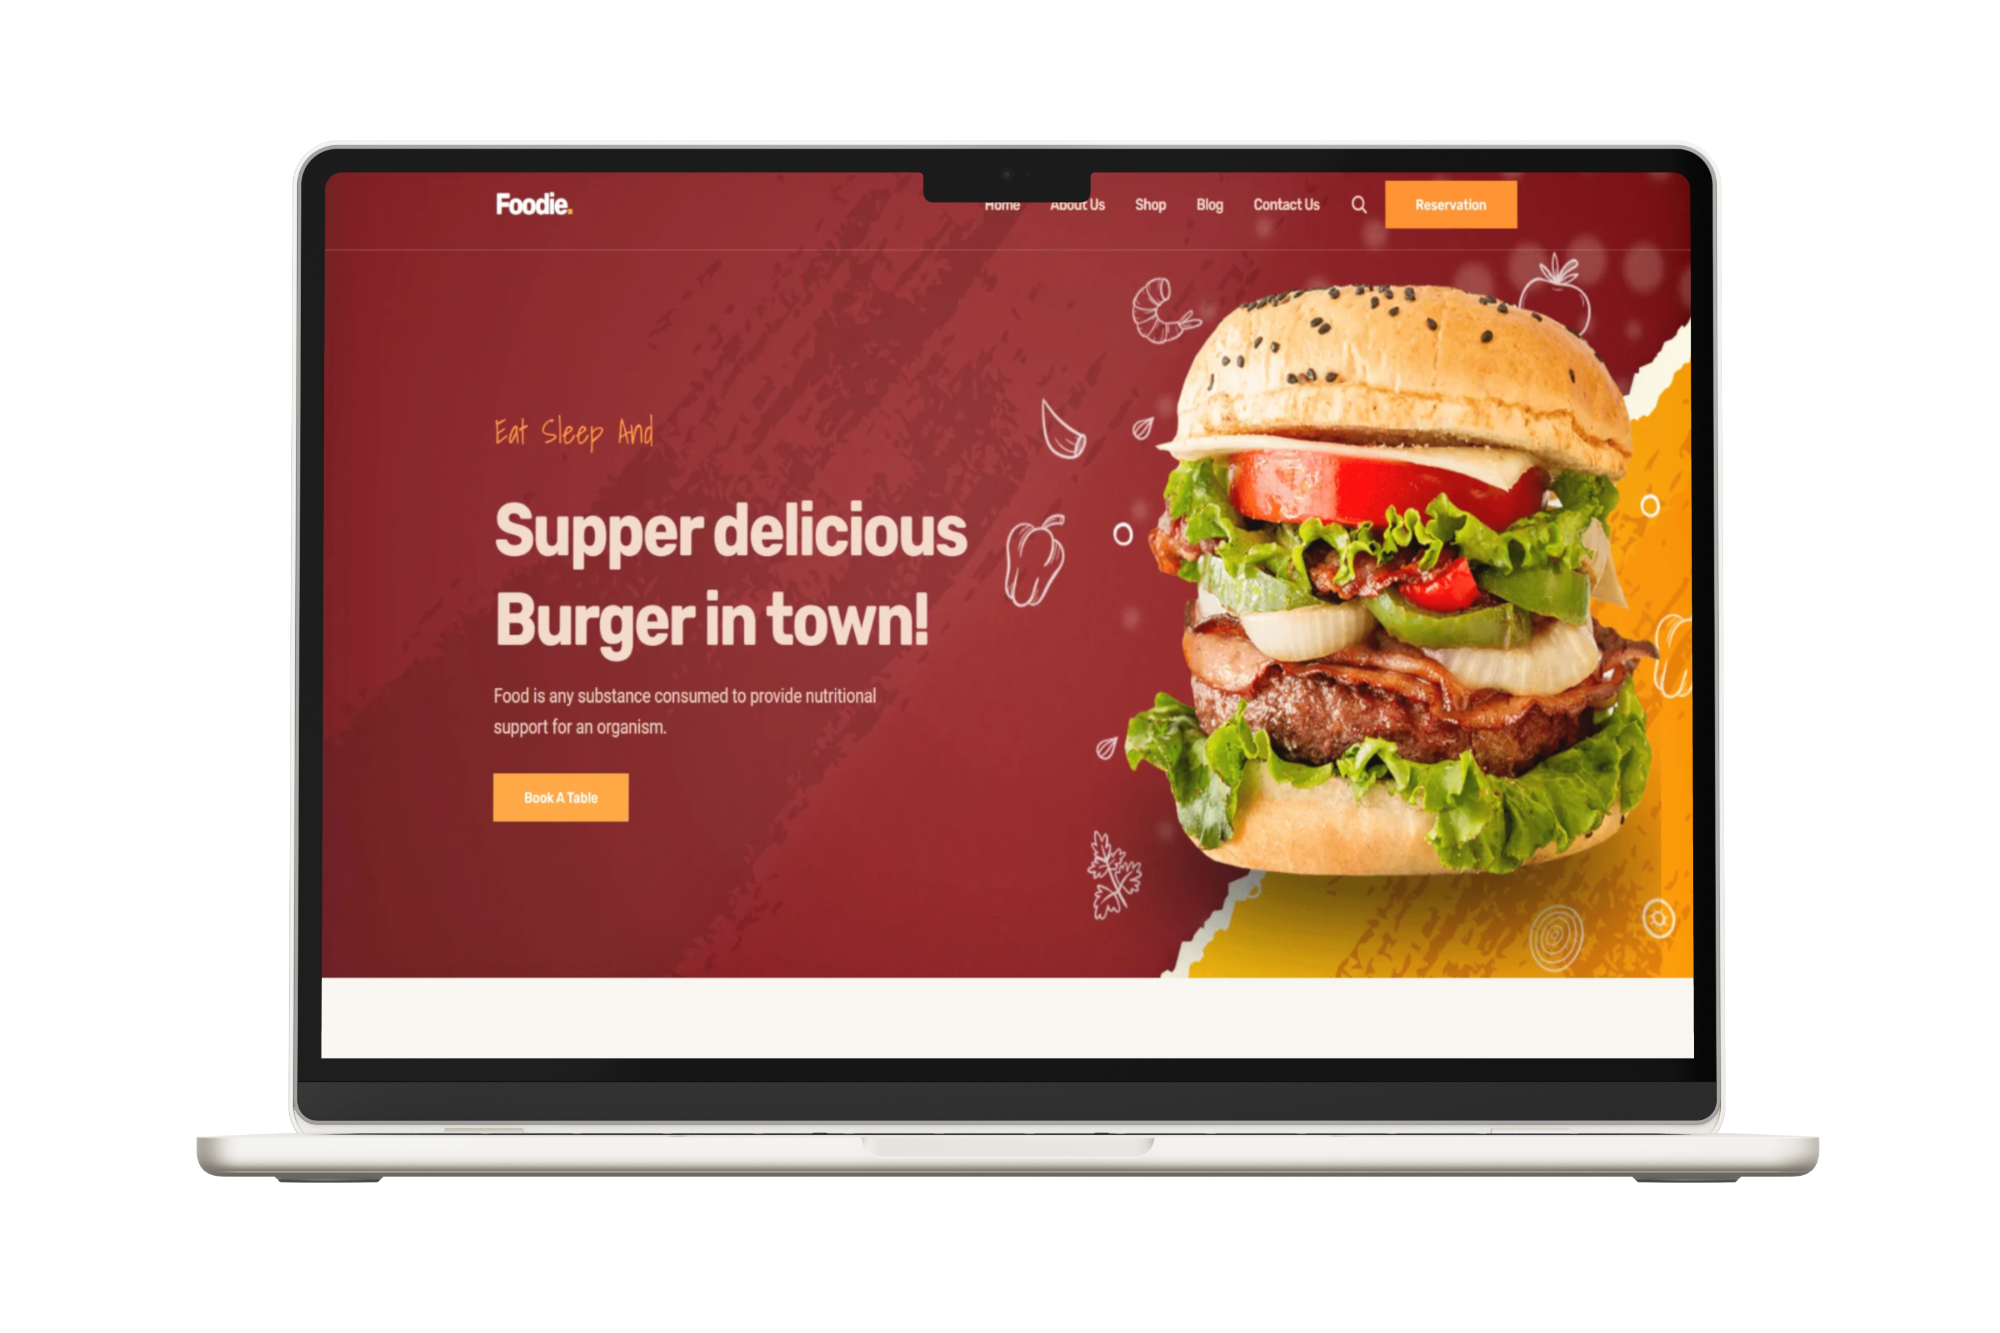 Foodie.
Home About Us Shop Blog Contact Us Reservation
Eat Sleep And
Supper delicious
Burger in town!
Food is any substance consumed to provide nutritional
support for an organism.
Book A Table